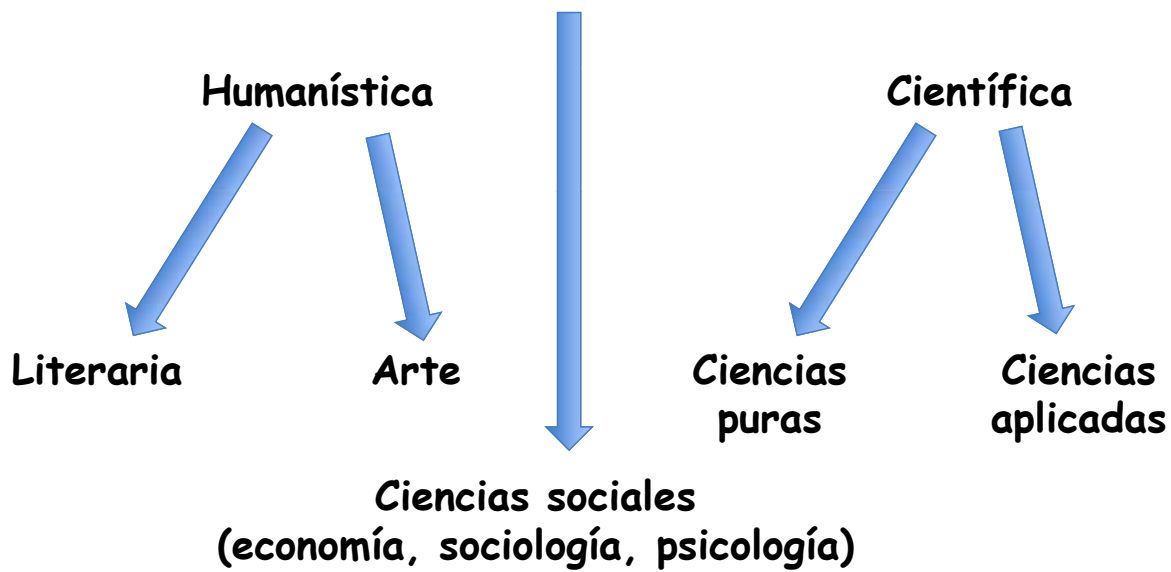 Humanística
Científica
Literaria
Arte
Ciencias
puras
Ciencias
aplicadas
Ciencias sociales
(economía, sociología, psicología)